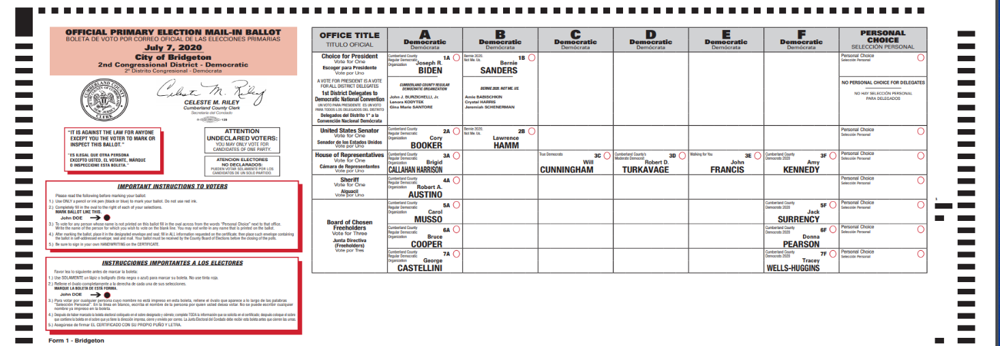 OFFICIAL PRIMARY ELECTION MAIL-IN BALLOT
BOLETA DE VOTO POR CORREO OFICIAL DE LAS ELECCIONES PRIMARIAS
July 7, 2020
City of Bridgeton
2nd Congressional District - Democratic
2º Distrito Congresional - Demócrata
CUMBERLAND COUNTY
CLERK
Celeste M. Riley
CELESTE M. RILEY
Cumberland County Clerk
Secretarie del Condado
120
"IT IS AGAINST THE LAW FOR ANYONE
EXCEPT YOU THE VOTER TO MARK OR
INSPECT THIS BALLOT."
"ES ILEGAL QUE OTRA PERSONA
EXCEPTO USTED, EL VOTANTE, MÁRQUE
O INSPECCIONE ESTA BOLETA."
ATTENTION
UNDECLARED VOTERS:
YOU MAY ONLY VOTE FOR
CANDIDATES OF ONE PARTY.
ATENCION ELECTORES
NO DECLARADOS:
PUEDEN VOTAR SOLAMENTE POR LOS
CANDIDATOS DE UN SOLO PARTIDO
IMPORTANT INSTRUCTIONS TO VOTERS
Please read the following before marking your ballot:
1.) Use ONLY a pencil or ink pen (black or blue) to mark your ballot. Do not use red ink.
2.) Completely fill in the oval to the right of each of your selections.
MARK BALLOT LIKE THIS.
John DOE
3.) To vote for any person whose name is not printed on this ballot fill in the oval across from the words "Personal Choice" next to that office.
Write the name of the person for which you wish to vote on the blank line. You may not write-in any name that is printed on the ballot.
4.) After marking the ballot, place it in the designated envelope and seal; fill in ALL information requested on the certificate; then place such envelope containing
the ballot in self-addressed envelope; seal and mail. Your ballot must be received by the County Board of Elections before the closing of the polls.
5.) Be sure to sign in your own HANDWRITING on the CERTIFICATE.
INSTRUCCIONES IMPORTANTES A LOS ELECTORES
Favor lea lo siguiente antes de marcar la boleta:
1.) Use SOLAMENTE un lápiz o bolígrafo (tinta negra o azul) para marcar su boleta. No use tinta roja.
2.) Rellene el óvalo completamente a la derecha de cada una de sus selecciones.
MARQUE LA BOLETA DE ESTÁ FORMA.
John DOE
3.) Para votar por cualquier persona cuyo nombre no está impreso en esta boleta, rellene el óvalo que aparece a lo largo de las palabras
"Selección Personal". En la línea en blanco, escriba el nombre de la persona por quien usted desea votar. No se puede escribir cualquier
nombre ya impreso en la boleta.
4.) Después de haber marcado la boleta electoral colóquelo en el sobre designado y ciérrelo; complete TODA la información que se solicita en el certificado; después coloque el sobre
que contiene la boleta en el sobre que ya tiene la dirección impresa, cierre y envíelo por correo. La Junta Electoral del Condado debe recibir esta boleta antes que cierren las urnas.
5.) Asegúrese de firmar EL CERTIFICADO CON SU PROPIO PUÑO Y LETRA.
Form 1 - Bridgeton
OFFICE TITLE
TITULO OFICIAL
A
Democratic
Demócrata
B
Democratic
Demócrata
C
Democratic
Demócrata
D
Democratic
Demócrata
E
Democratic
Demócrata
F
Democratic
Demócrata
PERSONAL
CHOICE
SELECCIÓN PERSONAL
Choice for President
Vote for One
Escoger para Presidente
Vote por Uno
Cumberland County
Regular Democratic
Organization
1A
Joseph R.
BIDEN
Bernie 2020.
Not Me. Us.
1B
Bernie
SANDERS
Personal Choice
Selección Personal
A VOTE FOR PRESIDENT IS A VOTE
FOR ALL DISTRICT DELEGATES
1st District Delegates to
Democratic National Convention
UN VOTO PARA PRESIDENTE ES UN VOTO
PARA TODOS LOS DELEGADOS DEL DISTRITO
Delegados del Distrito 1° a la
Convención Nacional Demócrata
CUMBERLAND COUNTY REGULAR
DEMOCRATIC ORGANIZATION
John J. BURZICHELLI, Jr.
Lenora KODYTEK
Gina Marie SANTORE
BERNIE 2020. NOT ME. US.
Amie BABISCHKIN
Crystal HARRIS
Jeremiah SCHENERMAN
NO PERSONAL CHOICE FOR DELEGATES
NO HAY SELECCIÓN PERSONAL
PARA DELEGADOS
United States Senator
Vote for One
Senador de los Estados Unidos
Vote por Uno
Cumberland County
Regular Democratic
Organization
2A
Cory
BOOKER
Bernie 2020.
Not Me. Us.
2B
Lawrence
HAMM
Personal Choice
Selección Personal
House of Representatives
Vote for One
Cámara de Representantes
Vote por Uno
Cumberland County
Regular Democratic
Organization
3A
Brigid
CALLAHAN HARRISON
True Democrats
3C
Will
CUNNINGHAM
Cumberland County's
Moderate Democrat
3D
Robert D.
TURKAVAGE
Walking for You
3E
John
FRANCIS
Cumberland County
Democrats 2020
3F
Amy
KENNEDY
Personal Choice
Selección Personal
Sheriff
Vote for One
Alguacil
Vote por Uno
Cumberland County
Regular Democratic
Organization
4A
Robert A.
AUSTINO
Personal Choice
Selección Personal
Board of Chosen
Freeholders
Vote for Three
Junta Directiva
(Freeholders)
Vote por Tres
Cumberland County
Regular Democratic
Organization
5A
Carol
MUSSO
Cumberland County
Democrats 2020
5F
Jack
SURRENCY
Personal Choice
Selección Personal
Cumberland County
Regular Democratic
Organization
6A
Bruce
COOPER
Cumberland County
Democrats 2020
6F
Donna
PEARSON
Personal Choice
Selección Personal
Cumberland County
Regular Democratic
Organization
7A
George
CASTELLINI
Cumberland County
Democrats 2020
7F
Tracey
WELLS-HUGGINS
Personal Choice
Selección Personal
1